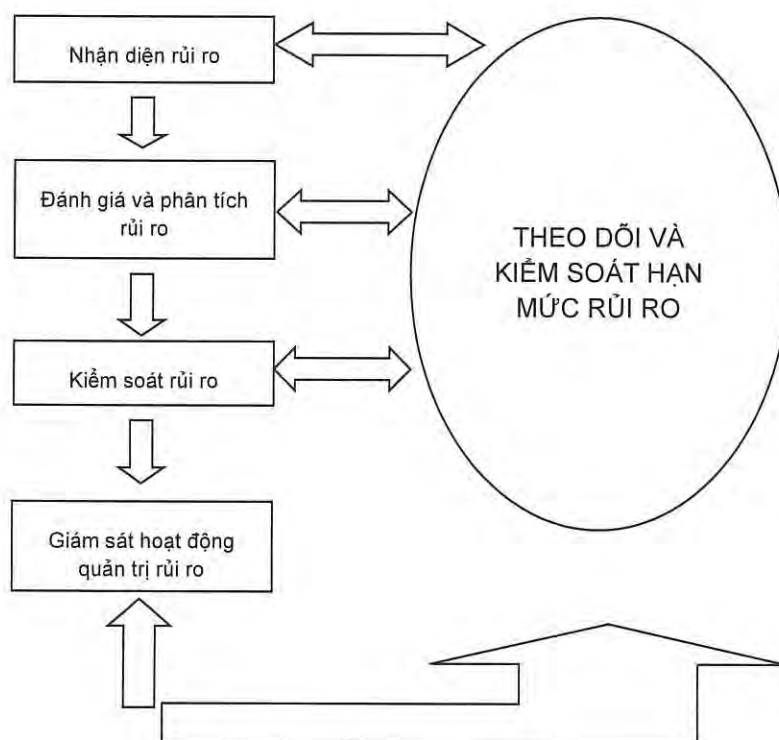 Nhận diện rủi ro
Đánh giá và phân tích
rủi ro
Kiểm soát rủi ro
Giám sát hoạt động
quản trị rủi ro
THEO DÕI VÀ
KIỂM SOÁT HẠN
MỨC RỦI RO